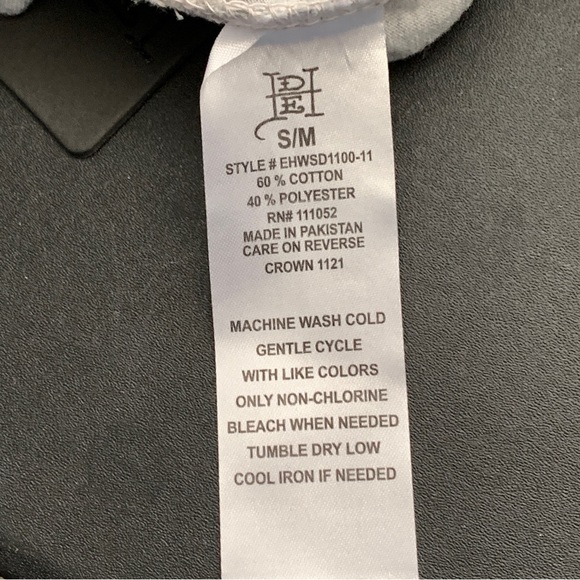 DEH
S/M
STYLE # EHWSD1100-11
60 % COTTON
40 % POLYESTER
RN# 111052
MADE IN PAKISTAN
CARE ON REVERSE
CROWN 1121
MACHINE WASH COLD
GENTLE CYCLE
WITH LIKE COLORS
ONLY NON-CHLORINE
BLEACH WHEN NEEDED
TUMBLE DRY LOW
COOL IRON IF NEEDED